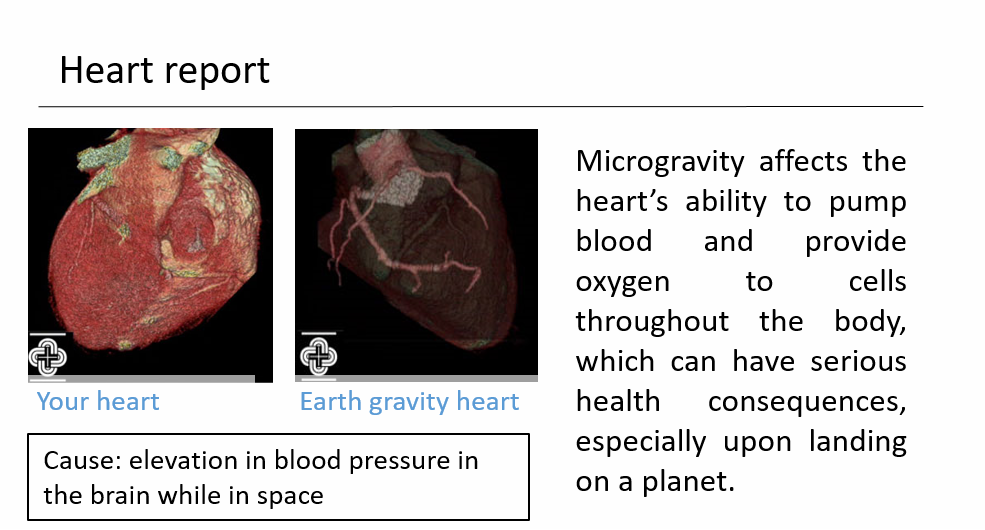 Heart report
Your heart
Earth gravity heart
Cause: elevation in blood pressure in
the brain while in space
Microgravity affects the
heart’s ability to pump
blood and provide
oxygen to cells
throughout the body,
which can have serious
health consequences,
especially upon landing
on a planet.